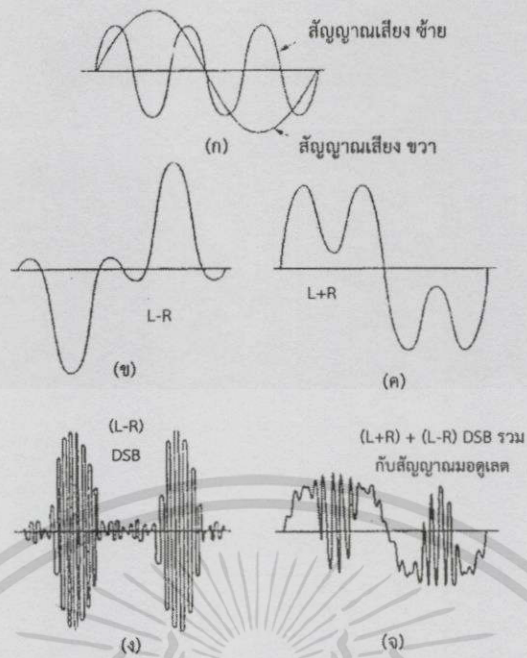 สัญญาณเสียง ซ้าย
สัญญาณเสียง ขวา
(ก)
L-R
L+R
(ข)
(ค)
(L-R)
DSB
(L+R) + (L-R) DSB รวม
กับสัญญาณมอดูเลต
(ง)
(จ)